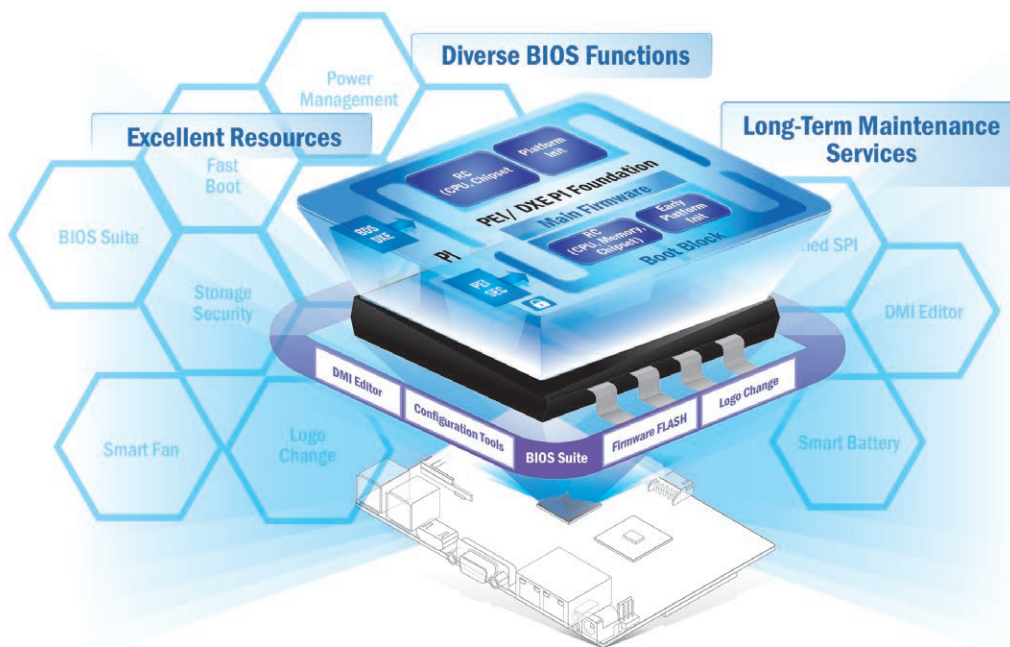 Diverse BIOS Functions
Power
Management
Excellent Resources
Long-Term Maintenance
Services
Fast
Boot
BIOS Suite
Storage
Security
Smart Fan
Logo
Change
RC
(CPU, Chipset
Platform
Init
PEI/ DXE PI Foundation
Main Firmware
BDS
DXE
PI
RC
(CPU, Memory,
Chipset)
Early
Platform
Init
Boot Block
PEI
SEC
SPI
DMI Editor
Smart Battery
DMI Editor
Configuration Tools
BIOS Suite
Firmware FLASH
Logo Change